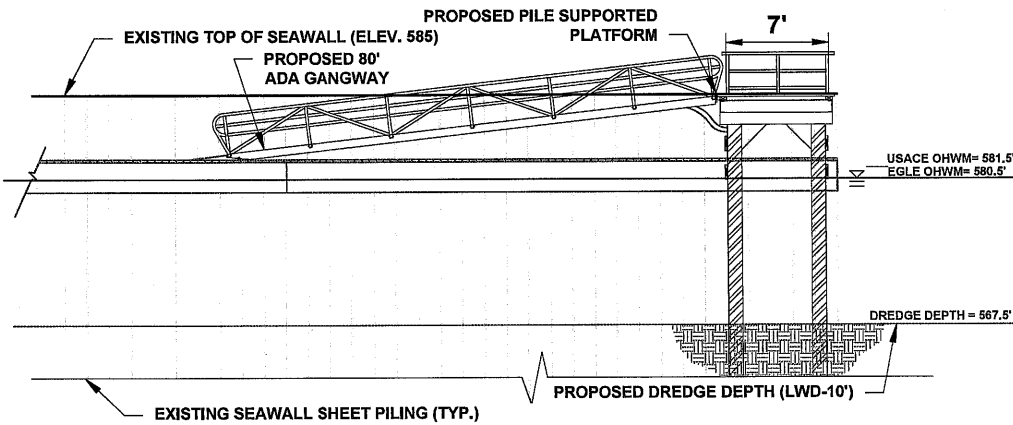 PROPOSED PILE SUPPORTED
PLATFORM
7'
EXISTING TOP OF SEAWALL (ELEV. 585)
PROPOSED 80'
ADA GANGWAY
USACE OHWM= 581.5'
EGLE OHWM= 580.5'
DREDGE DEPTH = 567.5'
PROPOSED DREDGE DEPTH (LWD-10')
EXISTING SEAWALL SHEET PILING (TYP.)